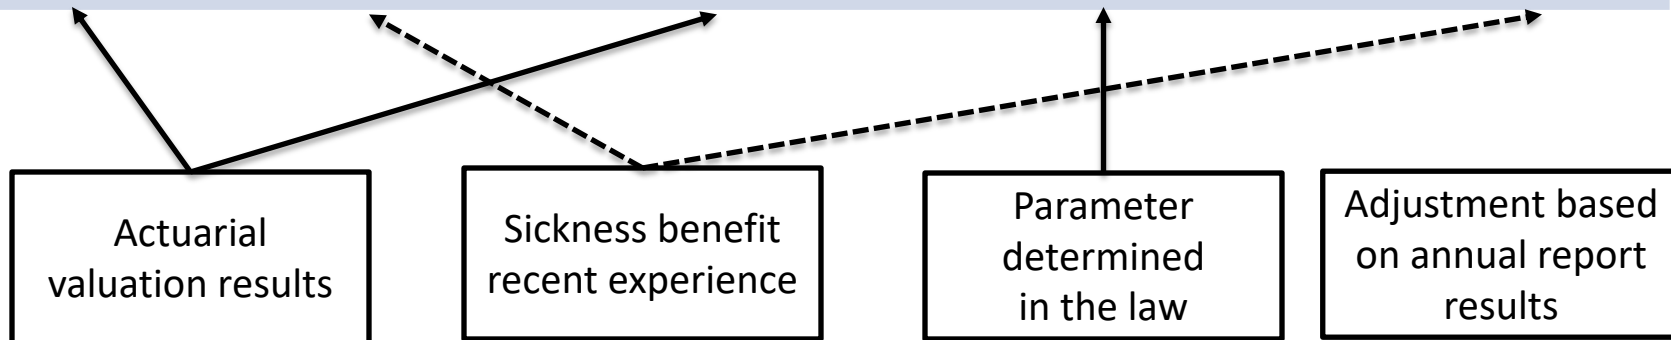 Actuarial
valuation results
Sickness benefit
recent experience
Parameter
determined
in the law
Adjustment based
on annual report
results